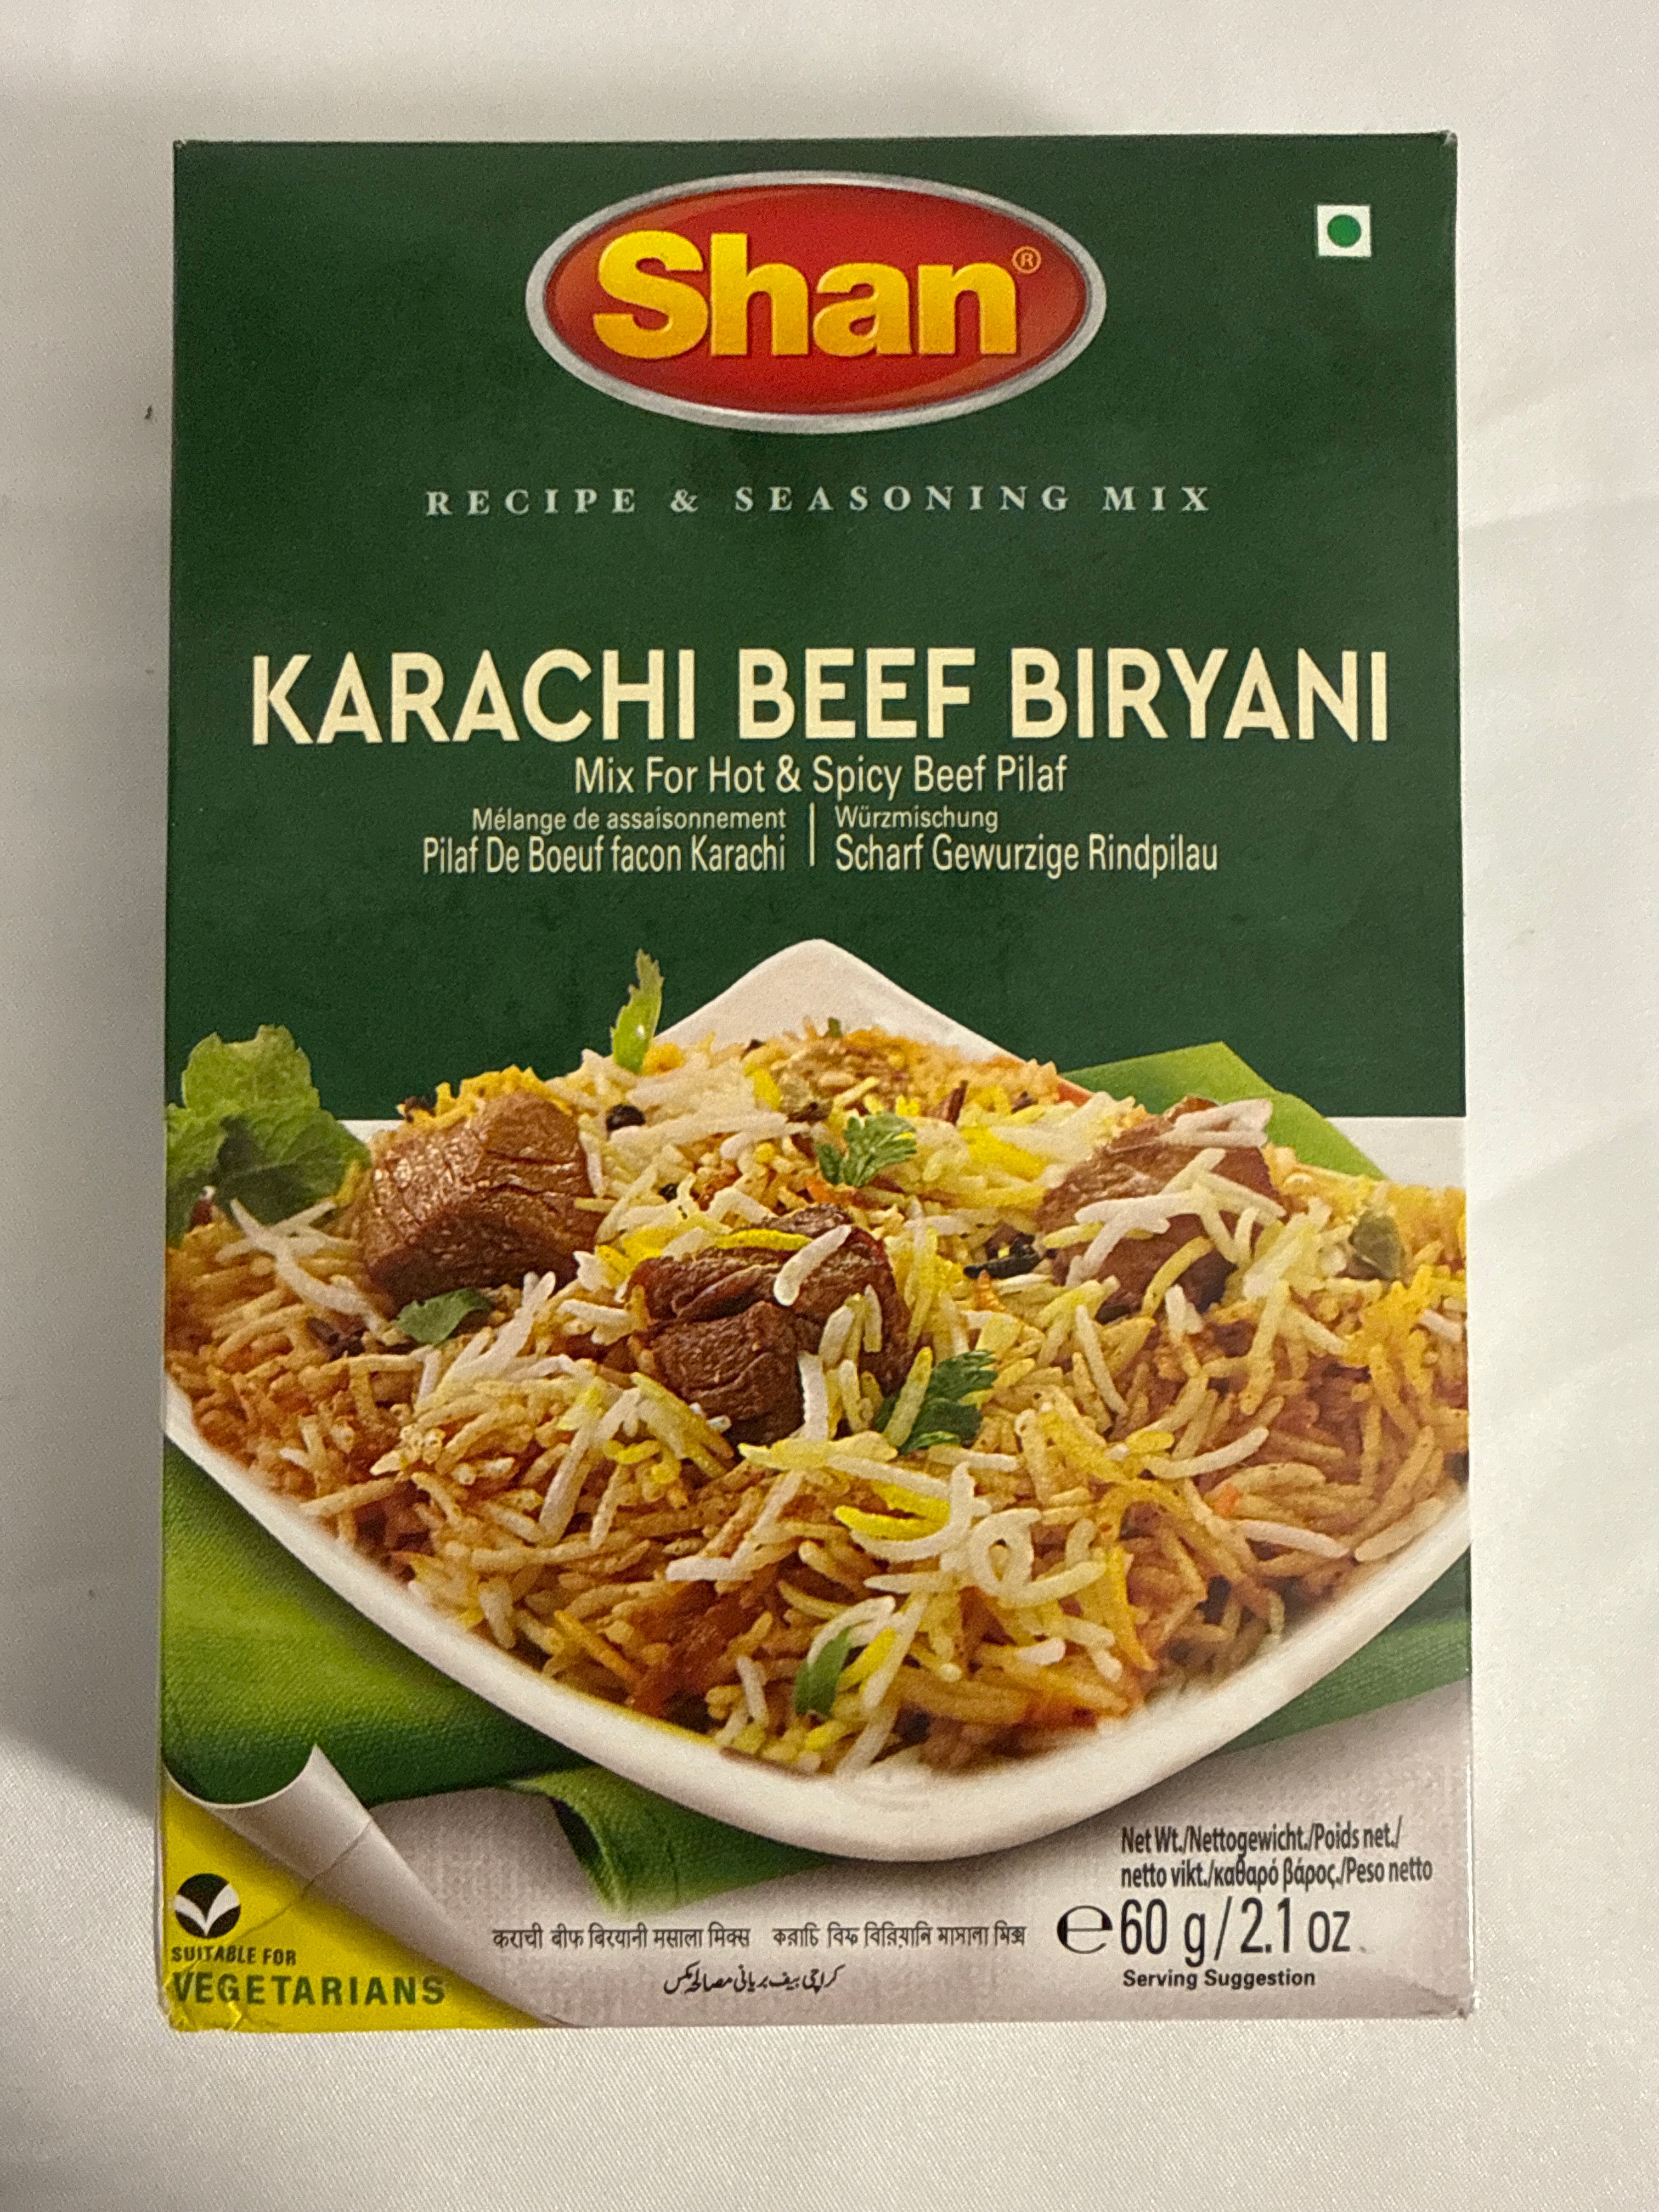 Shan®
RECIPE & SEASONING MIX
KARACHI BEEF BIRYANI
Mix For Hot & Spicy Beef Pilaf
Mélange de assaisonnement
Pilaf De Boeuf facon Karachi
Würzmischung
Scharf Gewurzige Rindpilau
Net Wt./Nettogewicht./Poids net./
netto vikt./καθαρό βάρος./Peso netto
e 60 g/2.1 oz
Serving Suggestion
कराची बीफ बिरयानी मसाला मिक्स করাচি বিফ বিরিয়ানি মাসালা মিক্স
کراچی بیف بریانی مصالحہ مکس
SUITABLE FOR
VEGETARIANS